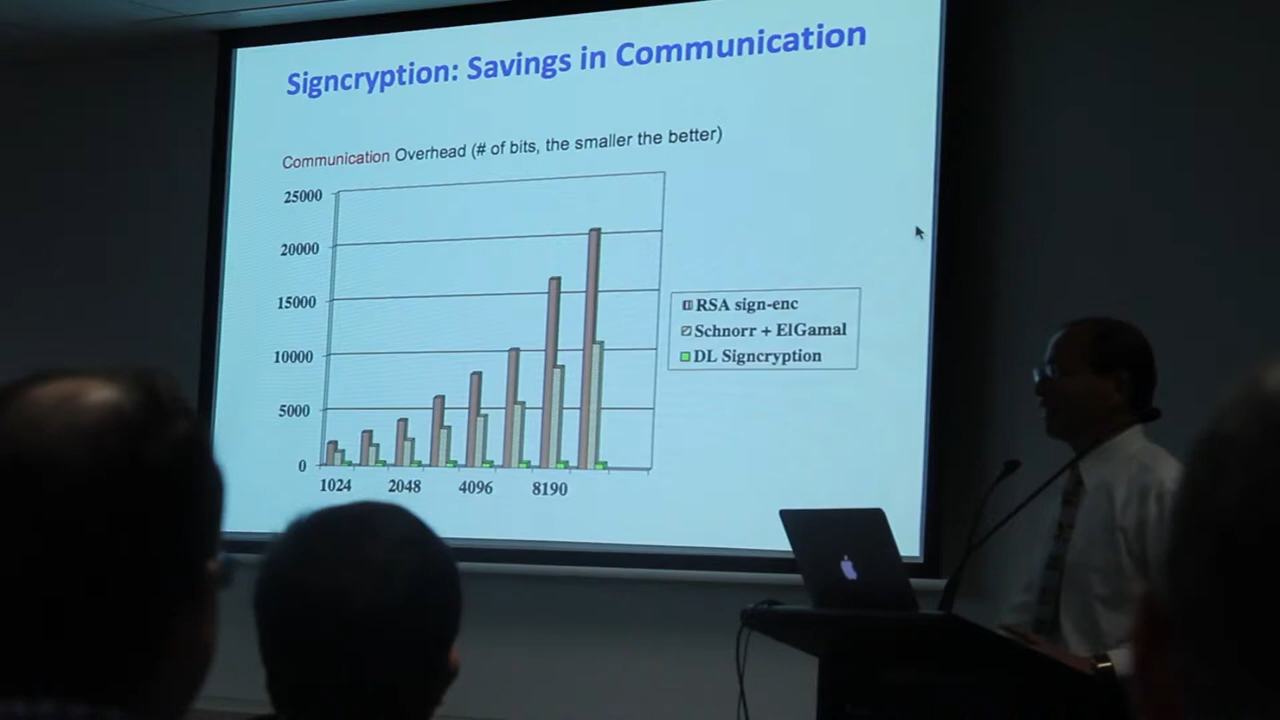 Signcryption: Savings in Communication
Communication Overhead (# of bits, the smaller the better)
25000
20000
15000
10000
5000
0
1024 2048 4096 8190
RSA sign-enc
Schnorr + ElGamal
DL Signcryption